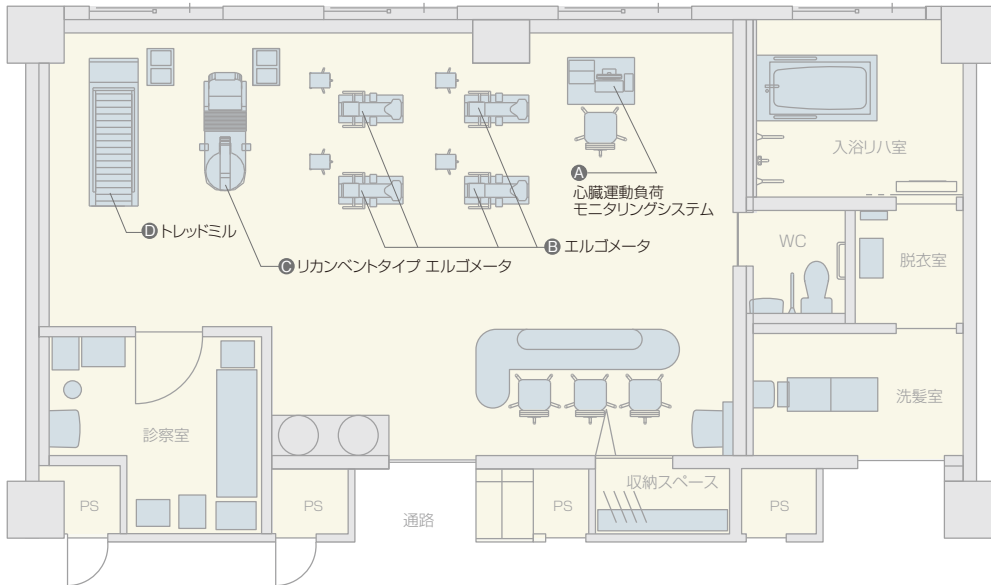 入浴リハ室
A
心臓運動負荷
モニタリングシステム
D トレッドミル
B エルゴメータ
C リカンベントタイプ エルゴメータ
WC
脱衣室
洗髪室
診察室
収納スペース
PS
PS
PS
PS
通路